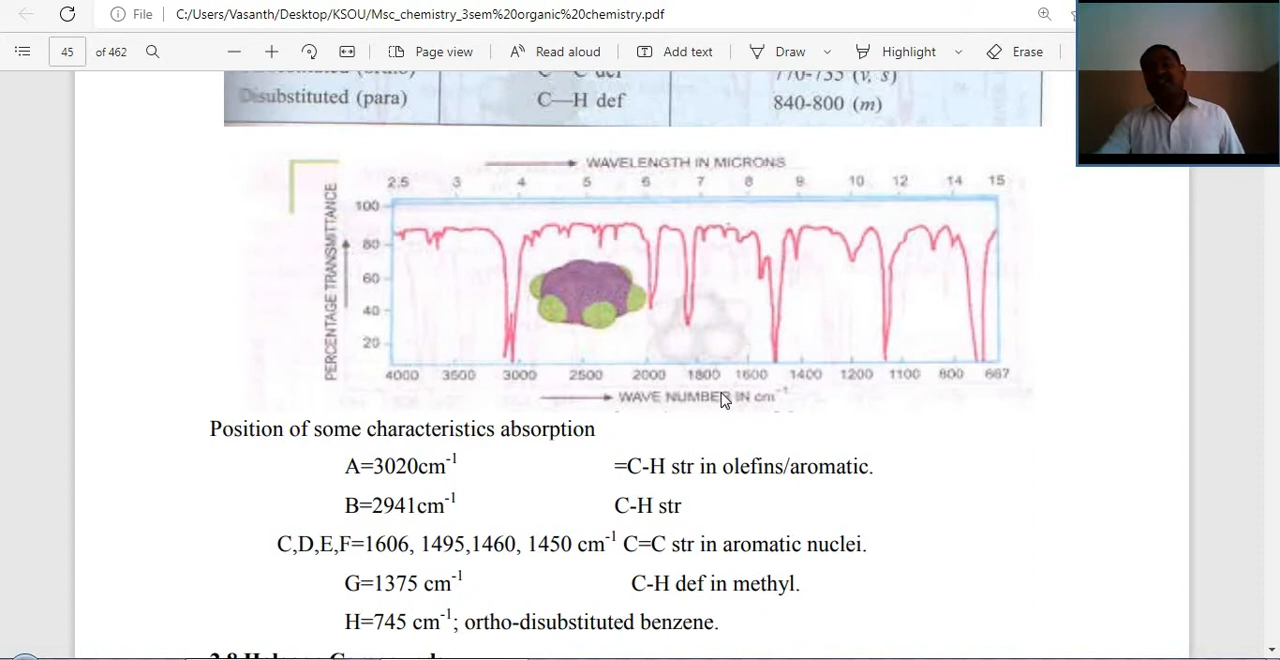 File C:/Users/Vasanth/Desktop/KSOU/Msc_chemistry_3sem%20organic%20chemistry.pdf
45 of 462 Page view Read aloud Add text Draw Highlight Erase
770-735 (v, s)
Disubstituted (para) C—H def 840-800 (m)
WAVELENGTH IN MICRONS
2.5 3 4 5 6 7 8 9 10 12 14 15
PERCENTAGE TRANSMITTANCE
100
80
60
40
20
4000 3500 3000 2500 2000 1800 1600 1400 1200 1100 800 667
WAVE NUMBER IN cm-1
Position of some characteristics absorption
A=3020cm-1 =C-H str in olefins/aromatic.
B=2941cm-1 C-H str
C,D,E,F=1606, 1495,1460, 1450 cm-1 C=C str in aromatic nuclei.
G=1375 cm-1 C-H def in methyl.
H=745 cm-1; ortho-disubstituted benzene.